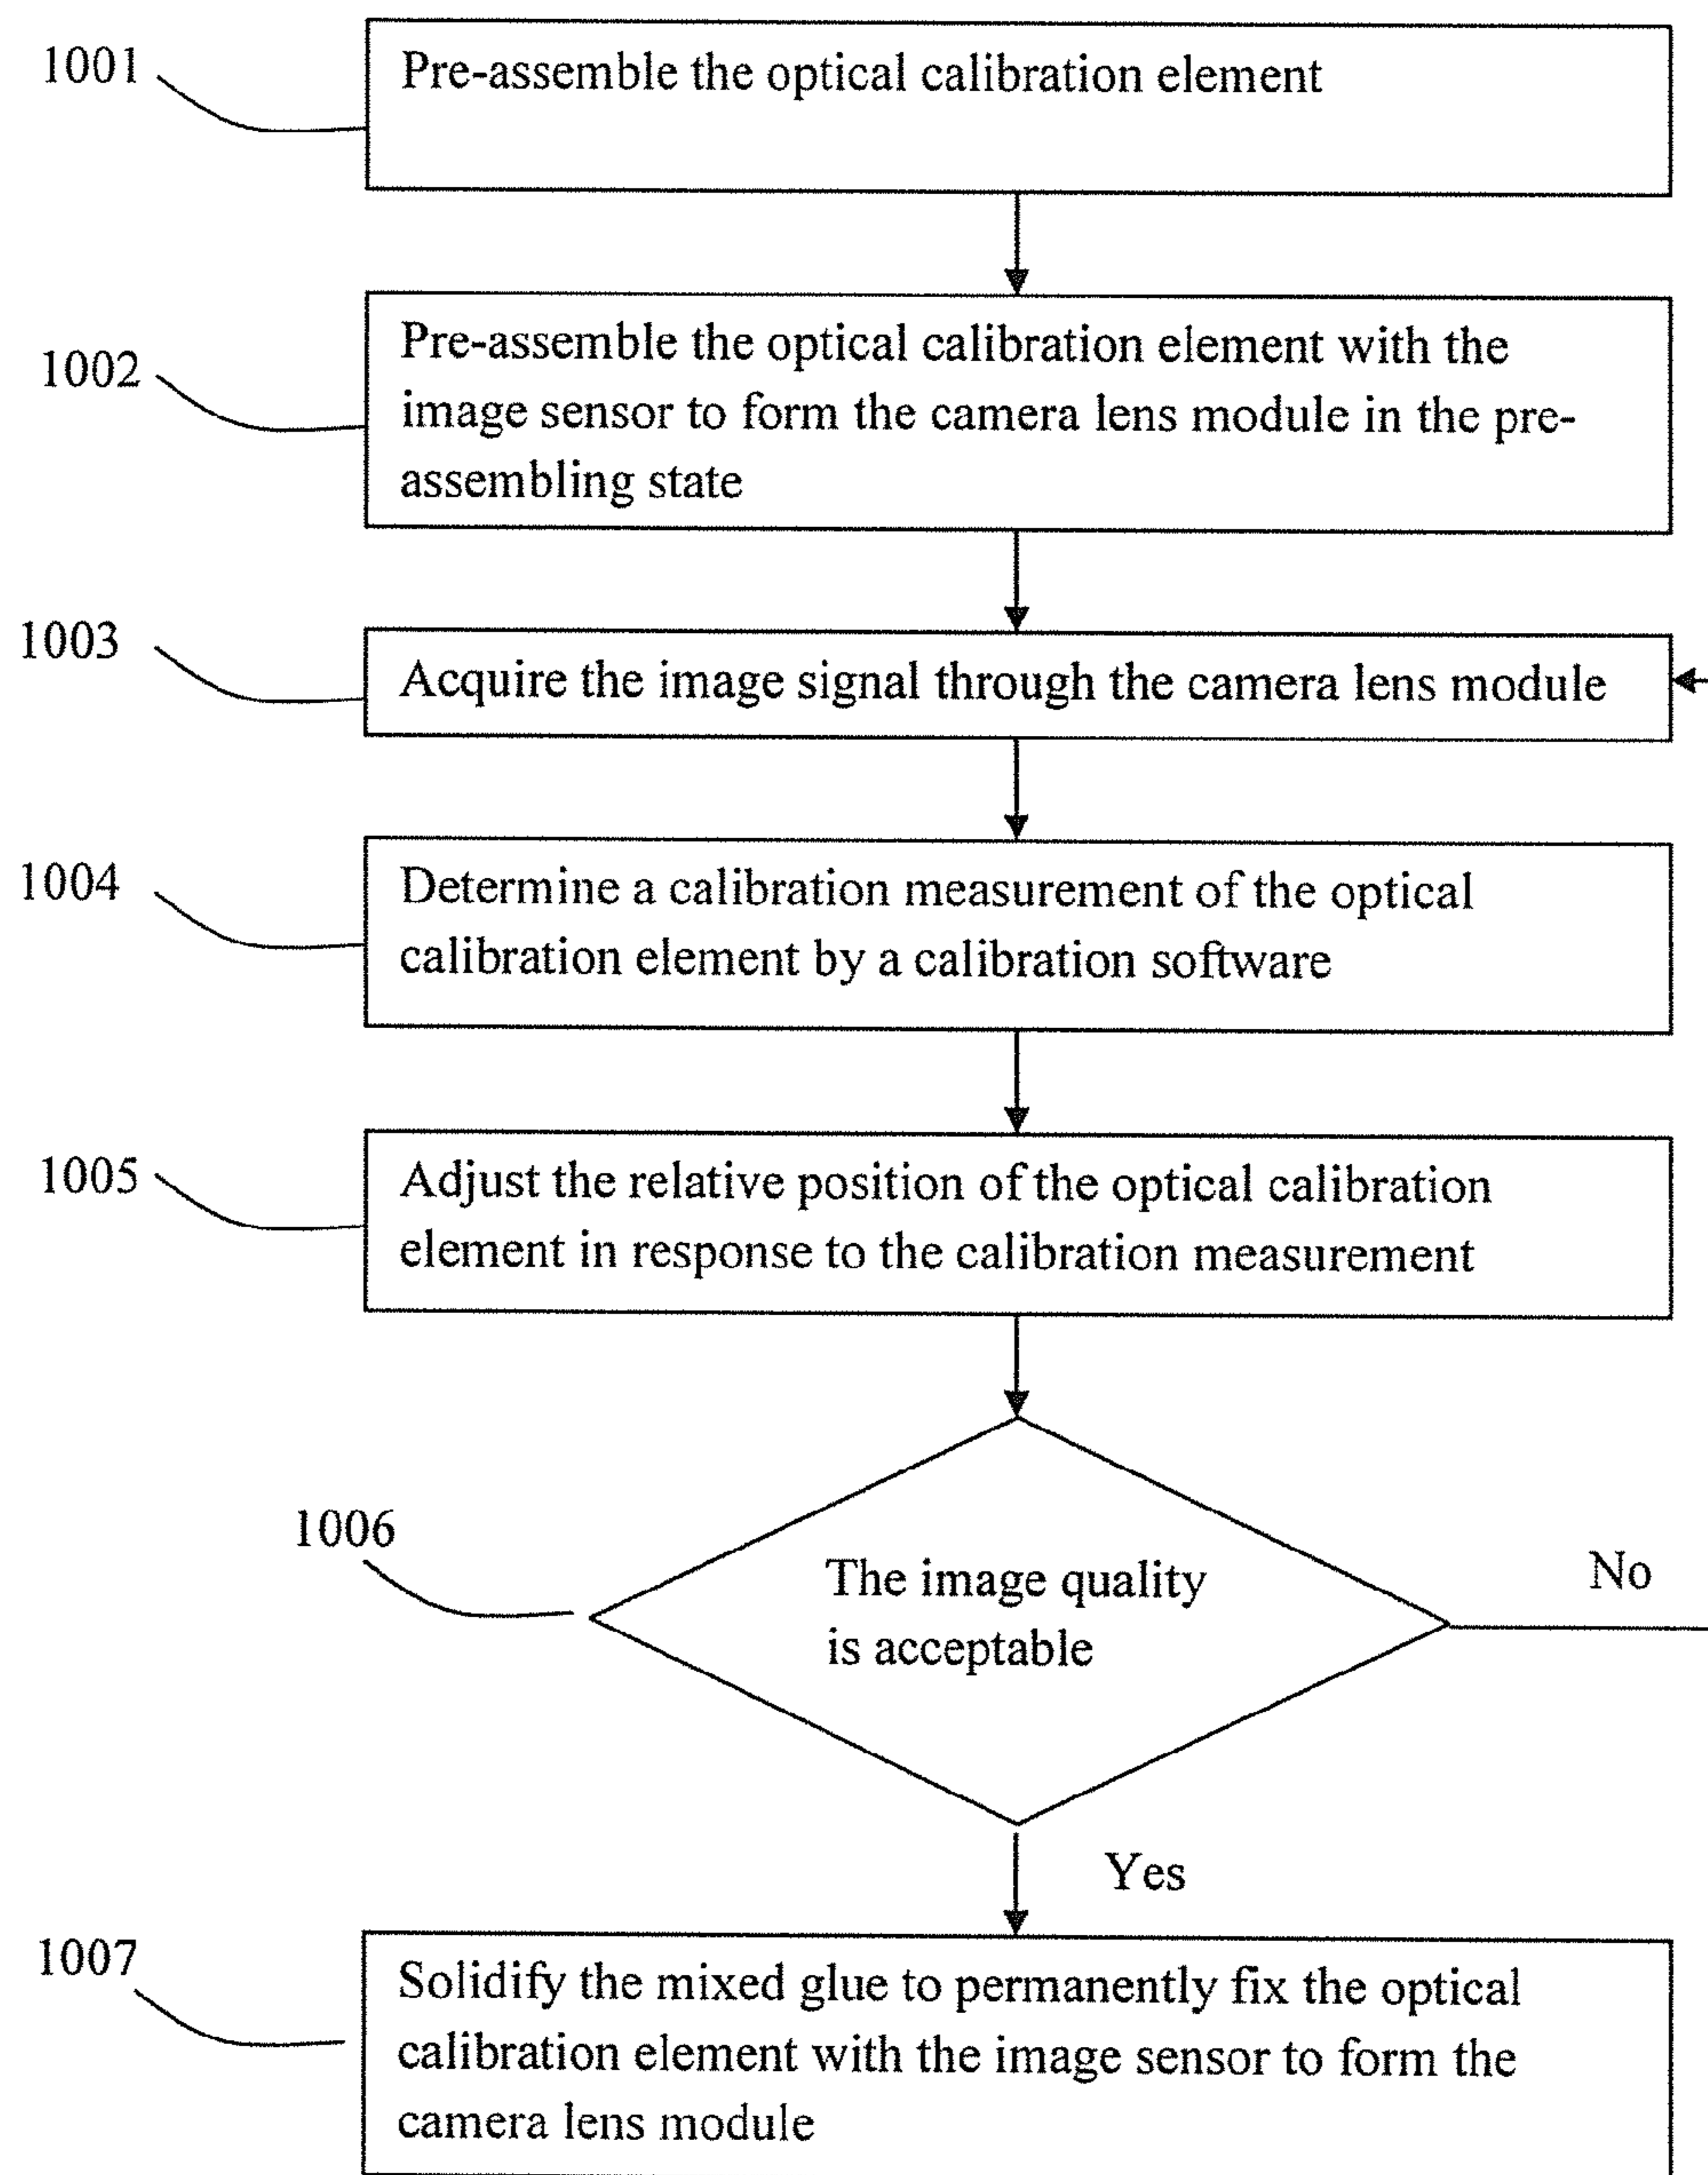 1001
Pre-assemble the optical calibration element
1002
Pre-assemble the optical calibration element with the
image sensor to form the camera lens module in the pre-
assembling state
1003
Acquire the image signal through the camera lens module
1004
Determine a calibration measurement of the optical
calibration element by a calibration software
1005
Adjust the relative position of the optical calibration
element in response to the calibration measurement
1006
The image quality
is acceptable
No
Yes
1007
Solidify the mixed glue to permanently fix the optical
calibration element with the image sensor to form the
camera lens module